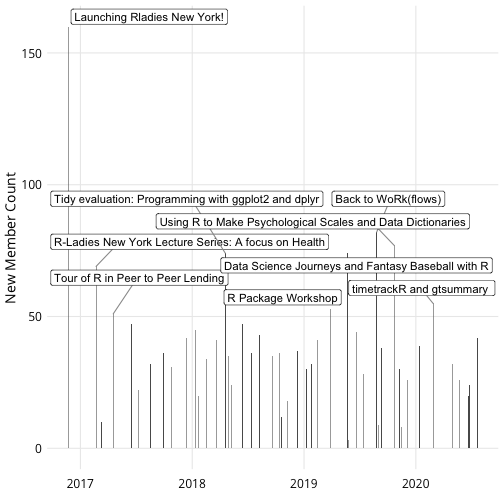 Launching Rladies New York!
150
100
Tidy evaluation: Programming with ggplot2 and dplyr
Back to WoRk(flows)
Using R to Make Psychological Scales and Data Dictionaries
R-Ladies New York Lecture Series: A focus on Health
Data Science Journeys and Fantasy Baseball with R
Tour of R in Peer to Peer Lending
timetrackR and gtsummary
R Package Workshop
50
0
New Member Count
2017
2018
2019
2020